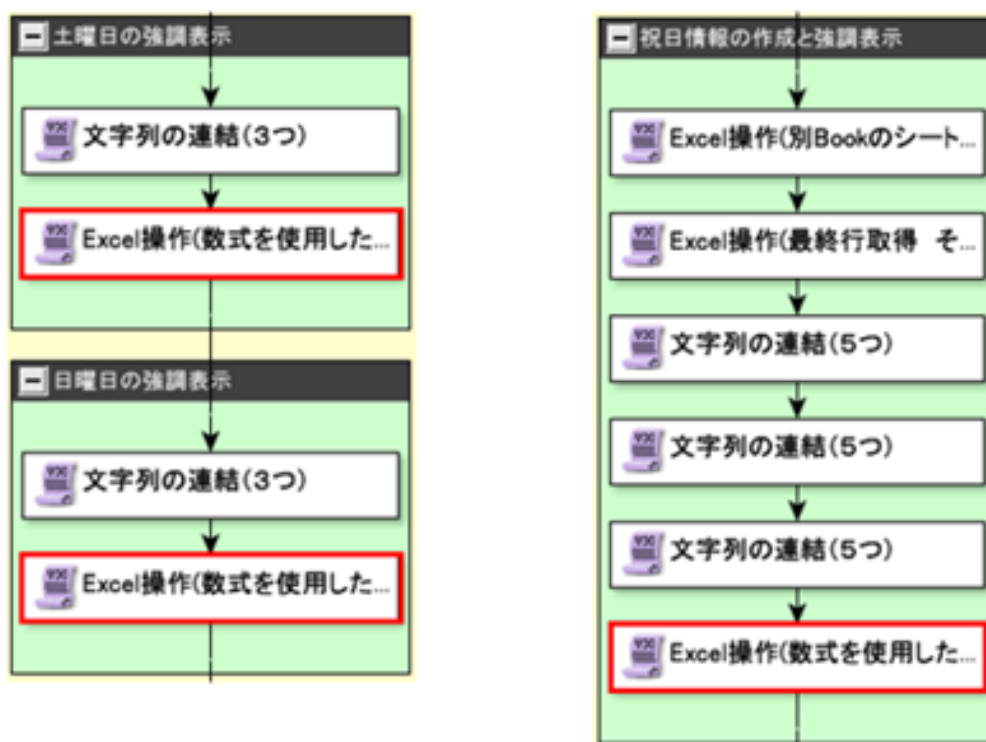 土曜日の強調表示
文字列の連結(3つ)
Excel操作(数式を使用した...
日曜日の強調表示
文字列の連結(3つ)
Excel操作(数式を使用した...
祝日情報の作成と強調表示
Excel操作(別Bookのシート...
Excel操作(最終行取得 そ...
文字列の連結(5つ)
文字列の連結(5つ)
文字列の連結(5つ)
Excel操作(数式を使用した...